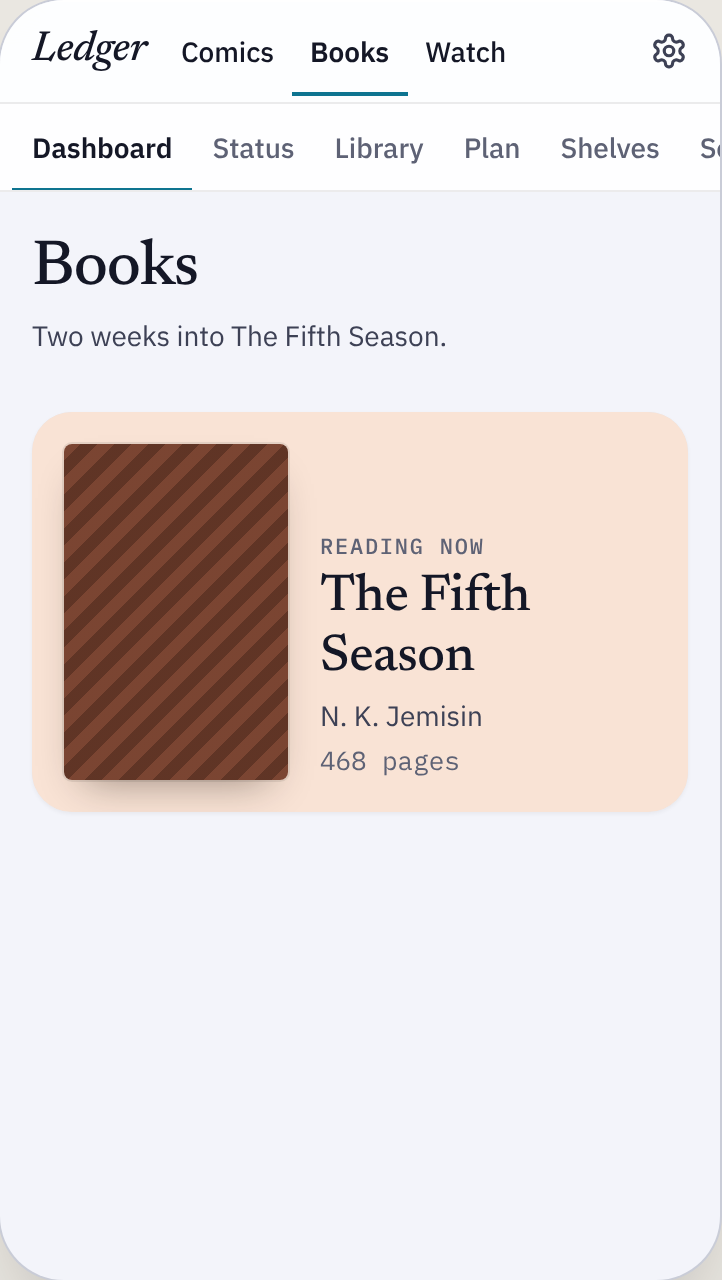 Ledger Comics Books Watch
Dashboard Status Library Plan Shelves
Books
Two weeks into The Fifth Season.
READING NOW
The Fifth
Season
N. K. Jemisin
468 pages